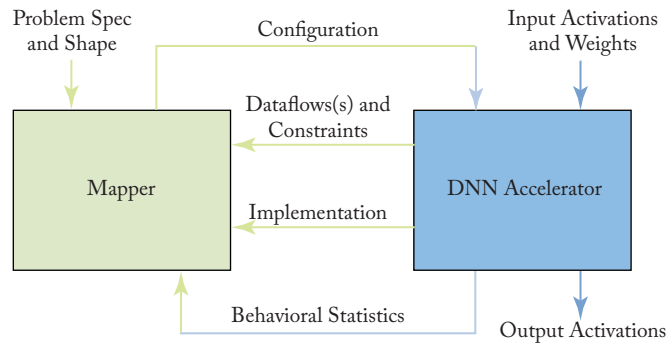 Problem Spec
and Shape
Configuration
Input Activations
and Weights
Dataflows(s) and
Constraints
Mapper
DNN Accelerator
Implementation
Behavioral Statistics
Output Activations